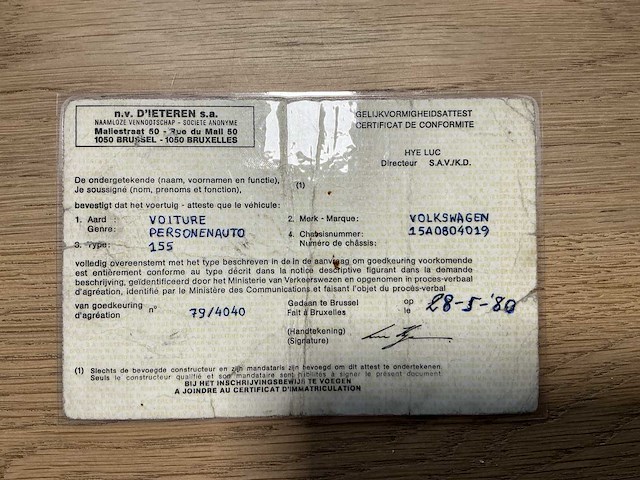 n.v. D'IETEREN s.a.
NAAMLOZE VENNOOTSCHAP - SOCIETE ANONYME
Maliestraat 50 - Rue du Mail 50
1050 BRUSSEL - 1050 BRUXELLES
GELIJKVORMIGHEIDSATTEST
CERTIFICAT DE CONFORMITE
HYE LUC
Directeur S.A.V./K.D.
De ondergetekende (naam, voornamen en functie),
Je soussigné (nom, prenoms et fonction),
(1)
bevestigt dat het voertuig - atteste que le véhicule:
1. Aard : VOITURE
Genre: PERSONENAUTO
2. Merk - Marque: VOLKSWAGEN
3. Type: 155
4. Chassisnummer: 15A0804019
Numéro de châssis:
volledig overeenstemt met het type beschreven in de in de aanvraag om goedkeuring voorkomende
est entièrement conforme au type décrit dans la notice descriptive figurant dans la demande
beschrijving, geïdentificeerd door het Ministerie van Verkeerswezen en opgenomen in proces-verbaal
d'agréation, identifié par le Ministère des Communications et faisant l'objet du procès-verbal
van goedkeuring
d'agréation
n° 79/4040
Gedaan te Brussel
Fait à Bruxelles
op
le
28-5-'80
(Handtekening)
(Signature)
(1) Slechts de bevoegde constructeur en zijn mandataris zijn bevoegd om dit attest te ondertekenen.
Seuls le constructeur qualifié et son mandataire sont habilités à signer le présent document
BIJ HET INSCHRIJVINGSBEWIJS TE VOEGEN
A JOINDRE AU CERTIFICAT D'IMMATRICULATION